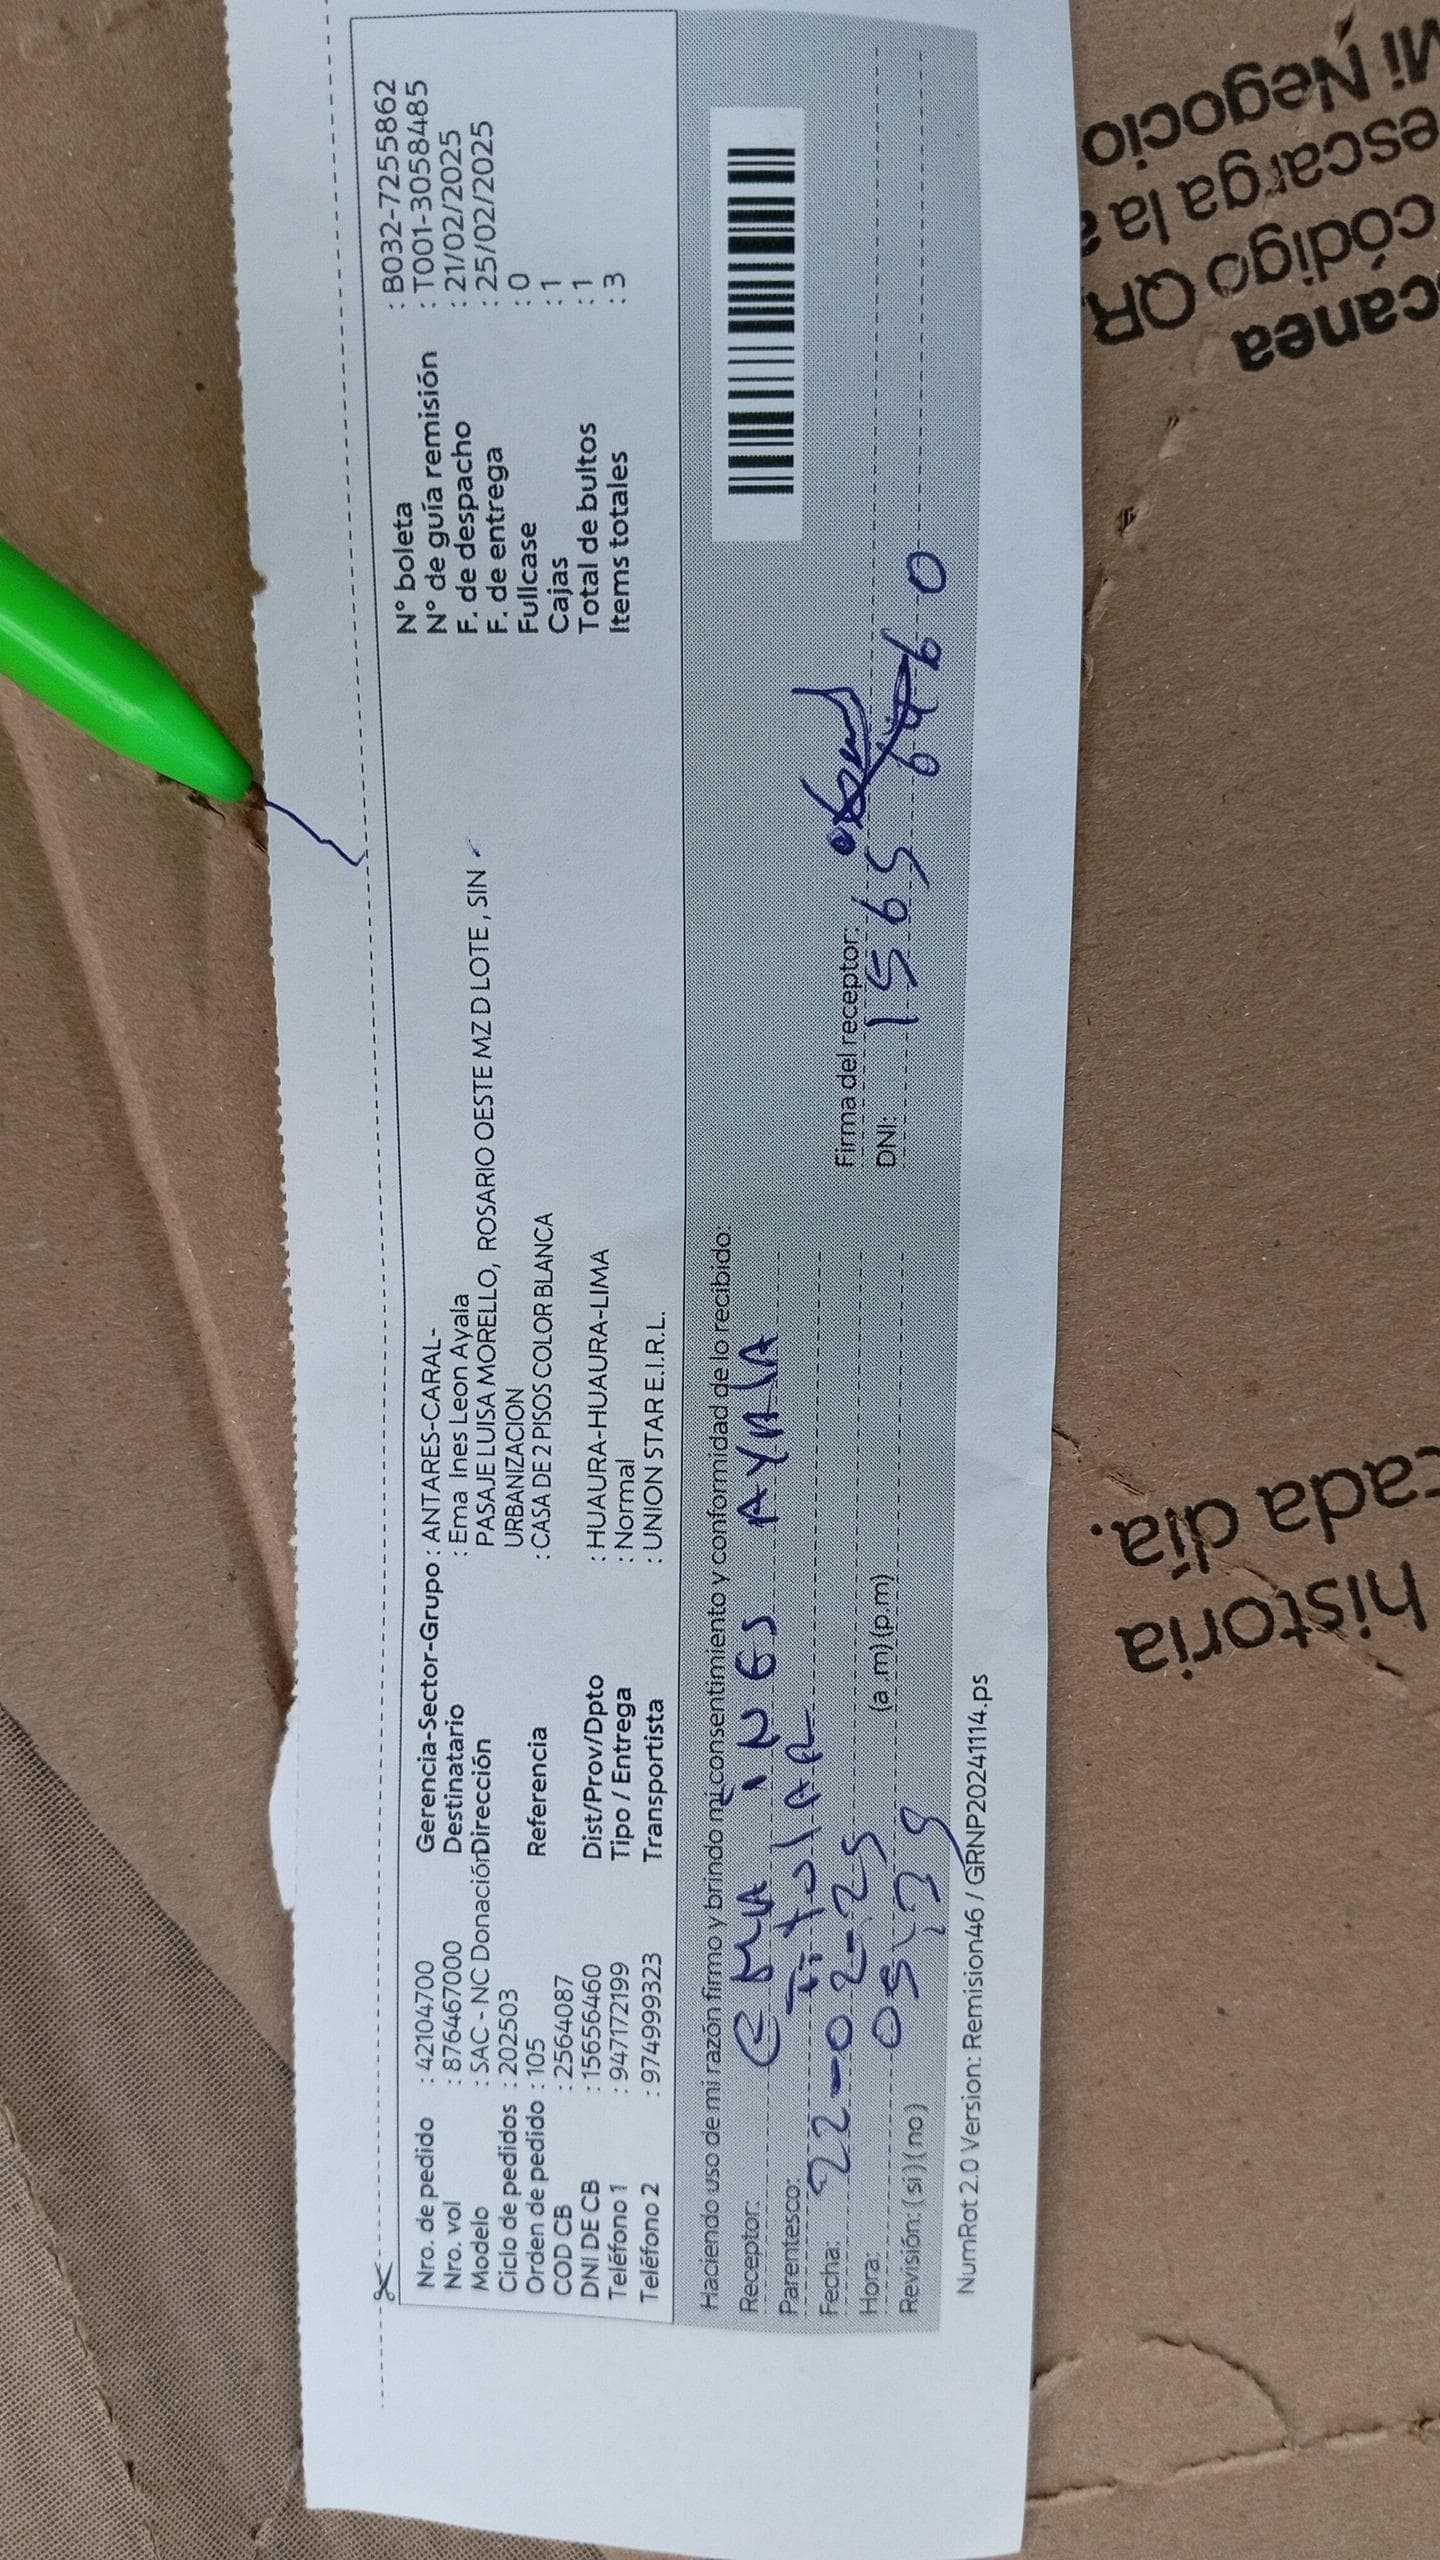 Nro. de pedido : 42104700
Nro. vol : 876467000
Modelo : SAC - NC Donación
Ciclo de pedidos : 202503
Orden de pedido : 105
COD CB : 2564087
DNI DE CB : 15656460
Teléfono 1 : 947172199
Teléfono 2 : 974999323
Gerencia-Sector-Grupo : ANTARES-CARAL-
Destinatario : Ema Ines Leon Ayala
Dirección PASAJE LUISA MORELLO, ROSARIO OESTE MZ D LOTE , SIN
URBANIZACION
Referencia : CASA DE 2 PISOS COLOR BLANCA
Dist/Prov/Dpto : HUAURA-HUAURA-LIMA
Tipo / Entrega : Normal
Transportista : UNION STAR E.I.R.L.
N° boleta : B032-7255862
N° de guía remisión : T001-3058485
F. de despacho : 21/02/2025
F. de entrega : 25/02/2025
Fullcase : 0
Cajas : 1
Total de bultos : 1
Items totales : 3
Haciendo uso de mi razón firmo y brindo mi consentimiento y conformidad de lo recibido:
Receptor: EMA INES AYALA
Parentesco: Titular
Fecha: 22-02-25
Hora: (a.m) (p.m)
Revisión: (si) (no)
Firma del receptor:
DNI: 15656460
NumRot 2.0 Version: Remision46 / GRNP20241114.ps
historia
cada día.
canea
código QR
escarga la a
Mi Negocio